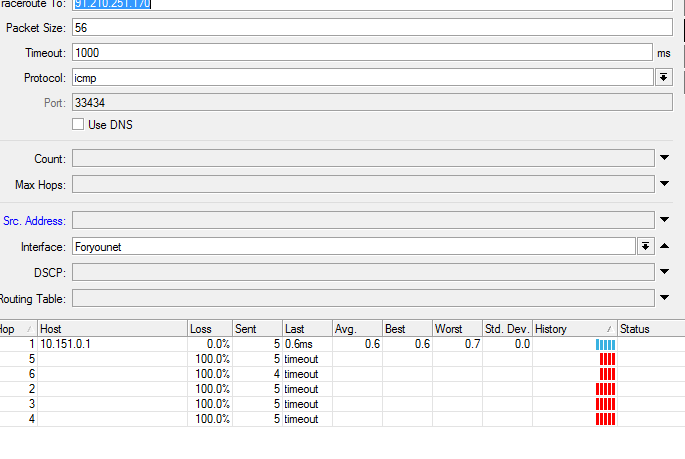 raceroute To: 91.210.251.170
Packet Size: 56
Timeout: 1000 ms
Protocol: icmp
Port: 33434
Use DNS
Count:
Max Hops:
Src. Address:
Interface: Foryounet
DSCP:
Routing Table:
Hop Host Loss Sent Last Avg. Best Worst Std. Dev. History Status
1 10.151.0.1 0.0% 5 0.6ms 0.6 0.6 0.7 0.0
5 100.0% 5 timeout
6 100.0% 4 timeout
2 100.0% 5 timeout
3 100.0% 5 timeout
4 100.0% 5 timeout